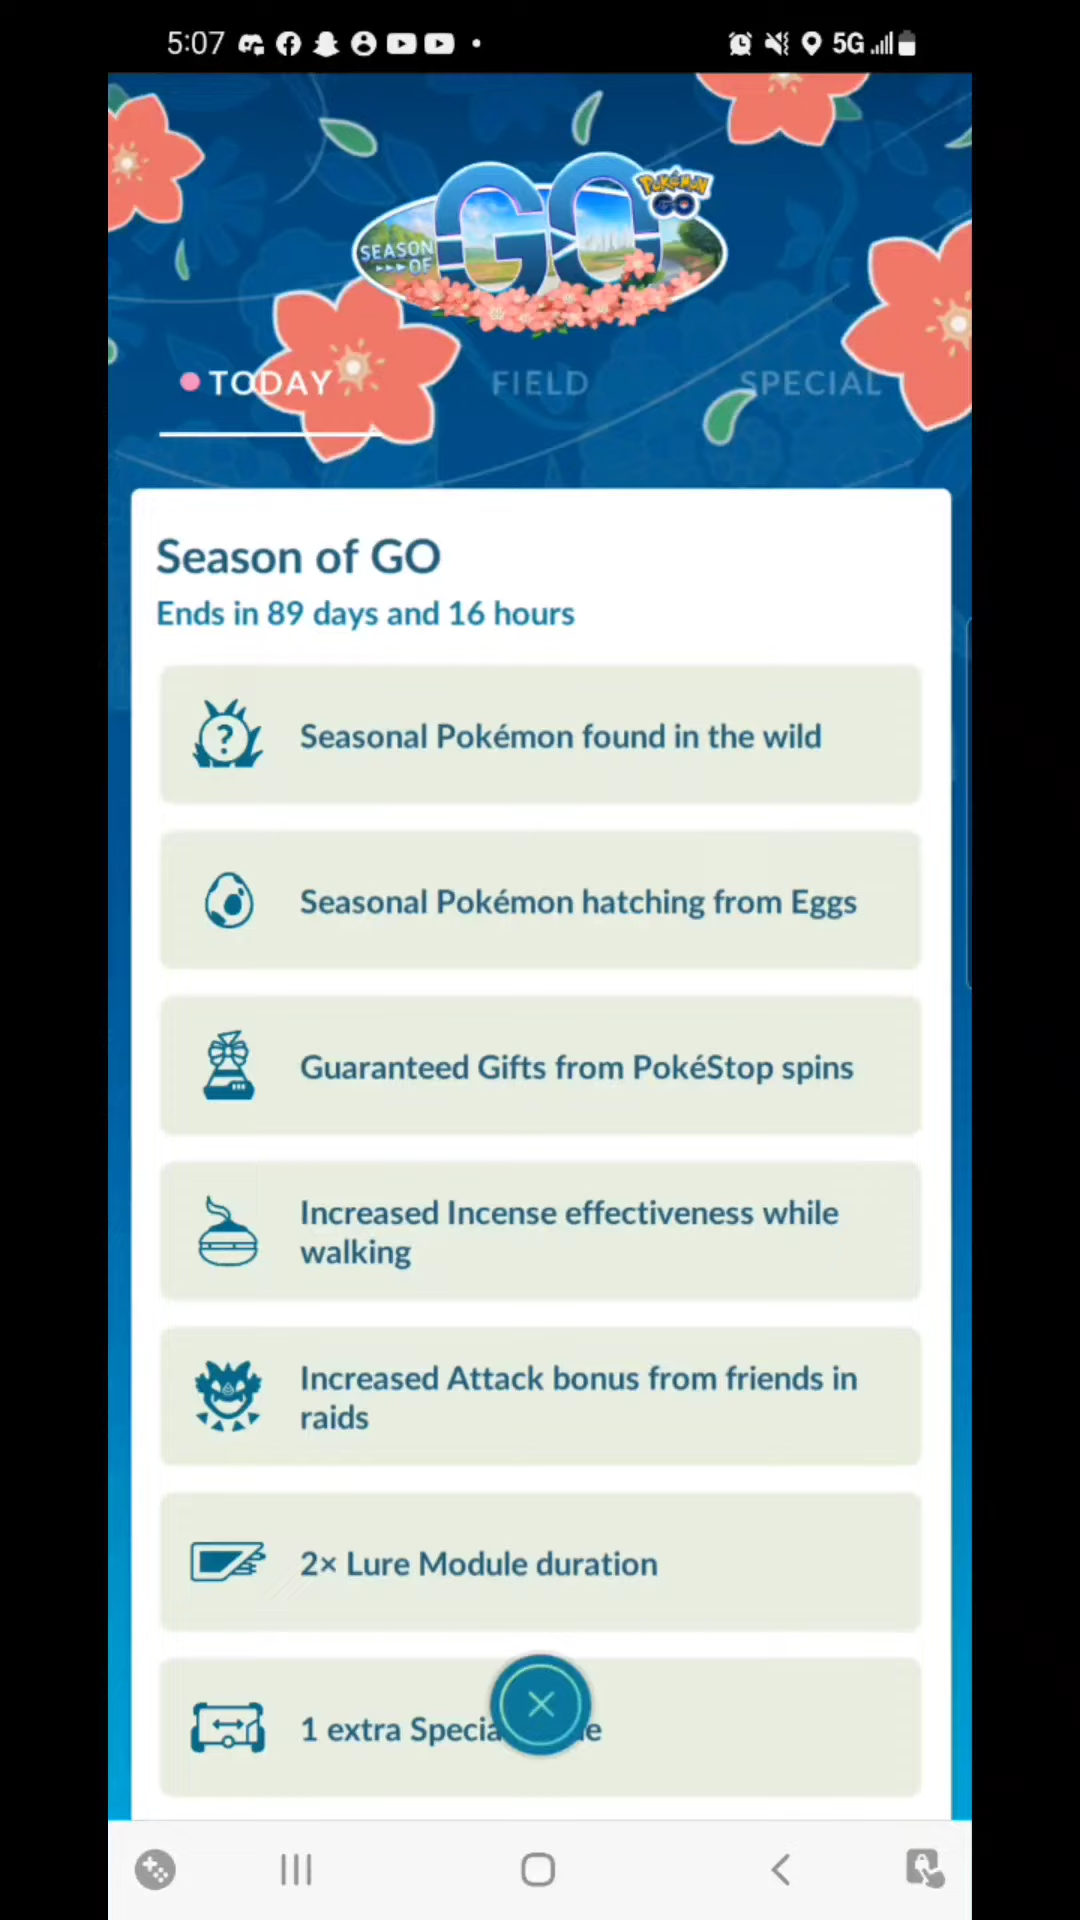 5:07
5G
POKÉMON
GO
SEASON
OF
GO
TODAY
FIELD
SPECIAL
Season of GO
Ends in 89 days and 16 hours
Seasonal Pokémon found in the wild
Seasonal Pokémon hatching from Eggs
Guaranteed Gifts from PokéStop spins
Increased Incense effectiveness while
walking
Increased Attack bonus from friends in
raids
2× Lure Module duration
1 extra